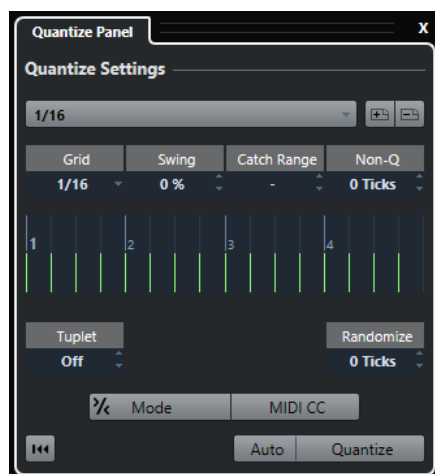 Quantize Panel X
Quantize Settings
1/16
Grid Swing Catch Range Non-Q
1/16 0 % - 0 Ticks
1 2 3 4
Tuplet Randomize
Off 0 Ticks
Mode MIDI CC
Auto Quantize